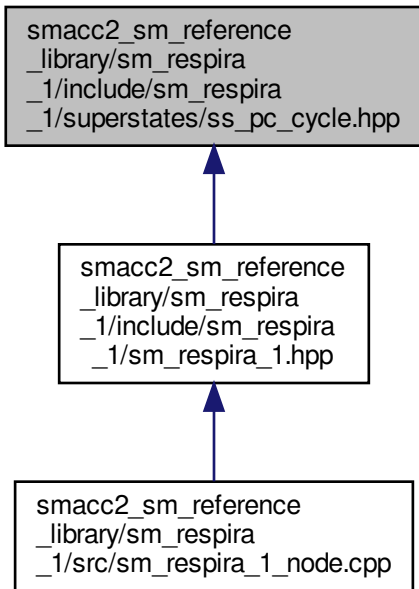 smacc2_sm_reference
_library/sm_respira
_1/include/sm_respira
_1/superstates/ss_pc_cycle.hpp
smacc2_sm_reference
_library/sm_respira
_1/include/sm_respira
_1/sm_respira_1.hpp
smacc2_sm_reference
_library/sm_respira
_1/src/sm_respira_1_node.cpp